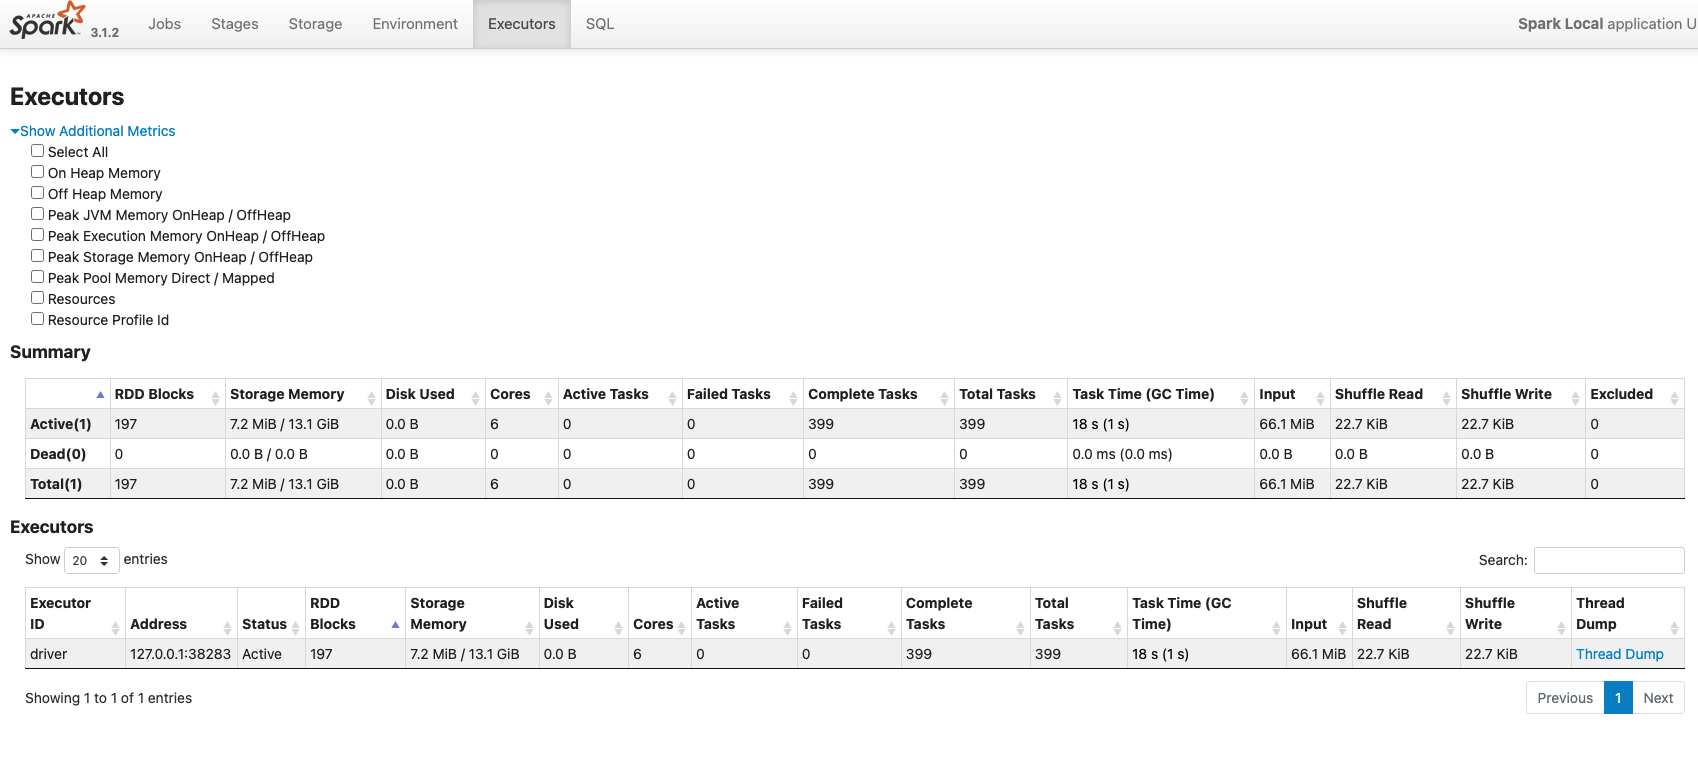 APACHE Spark 3.1.2 Jobs Stages Storage Environment Executors SQL Spark Local application U
Executors
Show Additional Metrics
Select All
On Heap Memory
Off Heap Memory
Peak JVM Memory OnHeap / OffHeap
Peak Execution Memory OnHeap / OffHeap
Peak Storage Memory OnHeap / OffHeap
Peak Pool Memory Direct / Mapped
Resources
Resource Profile Id
Summary
RDD Blocks Storage Memory Disk Used Cores Active Tasks Failed Tasks Complete Tasks Total Tasks Task Time (GC Time) Input Shuffle Read Shuffle Write Excluded
Active(1) 197 7.2 MiB / 13.1 GiB 0.0 B 6 0 0 399 399 18 s (1 s) 66.1 MiB 22.7 KiB 22.7 KiB 0
Dead(0) 0 0.0 B / 0.0 B 0.0 B 0 0 0 0 0 0.0 ms (0.0 ms) 0.0 B 0.0 B 0.0 B 0
Total(1) 197 7.2 MiB / 13.1 GiB 0.0 B 6 0 0 399 399 18 s (1 s) 66.1 MiB 22.7 KiB 22.7 KiB 0
Executors
Show 20 entries Search:
Executor ID Address Status RDD Blocks Storage Memory Disk Used Cores Active Tasks Failed Tasks Complete Tasks Total Tasks Task Time (GC Time) Input Shuffle Read Shuffle Write Thread Dump
driver 127.0.0.1:38283 Active 197 7.2 MiB / 13.1 GiB 0.0 B 6 0 0 399 399 18 s (1 s) 66.1 MiB 22.7 KiB 22.7 KiB Thread Dump
Showing 1 to 1 of 1 entries Previous 1 Next